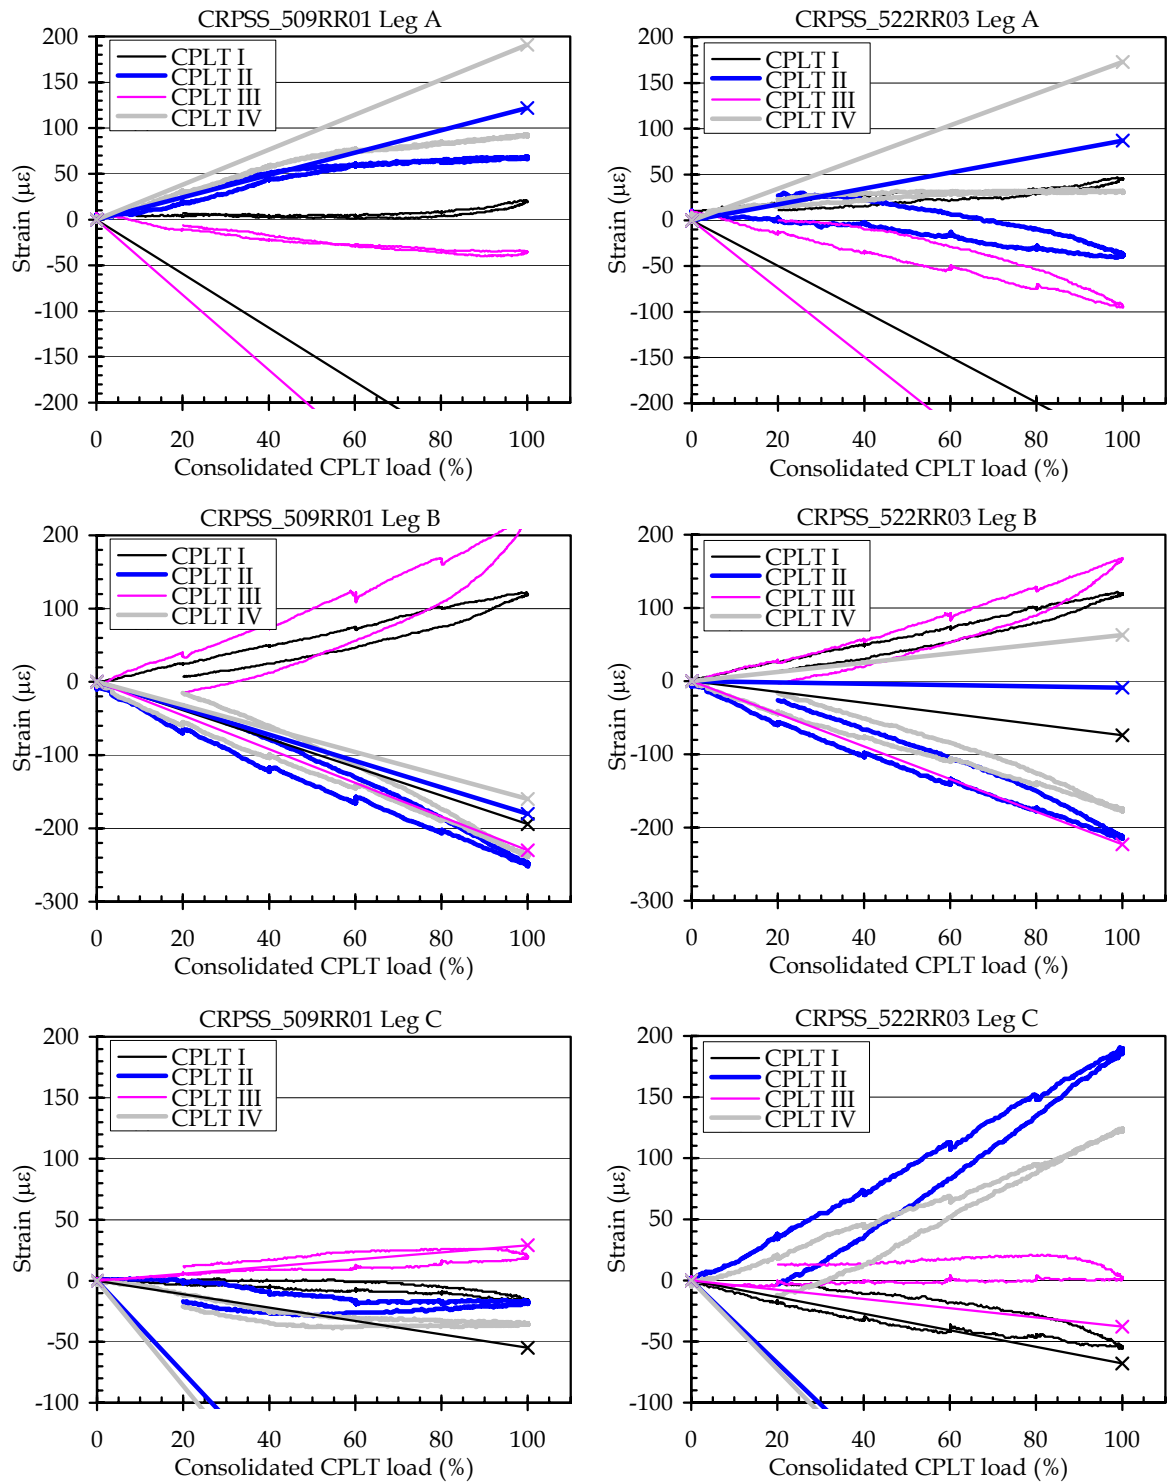 CRPSS_509RR01 Leg A
200
150
100
50
0
-50
-100
-150
-200
Strain (με)
CPLT I
CPLT II
CPLT III
CPLT IV
0 20 40 60 80 100
Consolidated CPLT load (%)
CRPSS_522RR03 Leg A
200
150
100
50
0
-50
-100
-150
-200
Strain (με)
CPLT I
CPLT II
CPLT III
CPLT IV
0 20 40 60 80 100
Consolidated CPLT load (%)
CRPSS_509RR01 Leg B
200
100
0
-100
-200
-300
Strain (με)
CPLT I
CPLT II
CPLT III
CPLT IV
0 20 40 60 80 100
Consolidated CPLT load (%)
CRPSS_522RR03 Leg B
200
100
0
-100
-200
-300
Strain (με)
CPLT I
CPLT II
CPLT III
CPLT IV
0 20 40 60 80 100
Consolidated CPLT load (%)
CRPSS_509RR01 Leg C
200
150
100
50
0
-50
-100
Strain (με)
CPLT I
CPLT II
CPLT III
CPLT IV
0 20 40 60 80 100
Consolidated CPLT load (%)
CRPSS_522RR03 Leg C
200
150
100
50
0
-50
-100
Strain (με)
CPLT I
CPLT II
CPLT III
CPLT IV
0 20 40 60 80 100
Consolidated CPLT load (%)